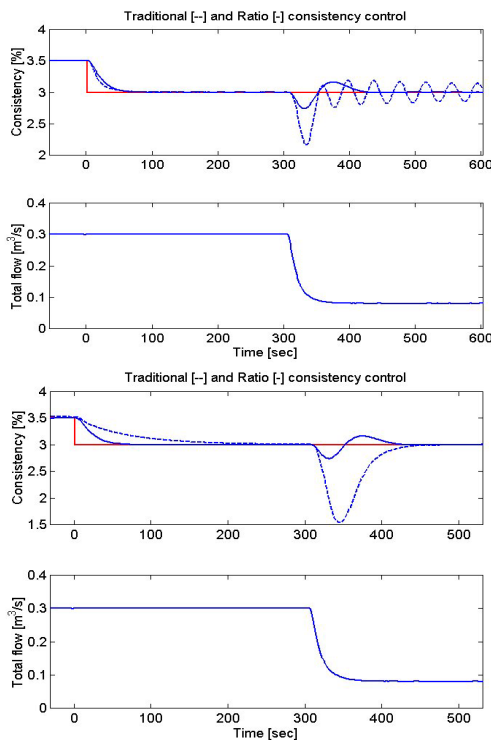 Traditional [--] and Ratio [-] consistency control
Consistency [%]
4
3.5
3
2.5
2
0 100 200 300 400 500 600
Total flow [m³/s]
0.4
0.3
0.2
0.1
0
0 100 200 300 400 500 600
Time [sec]
Traditional [--] and Ratio [-] consistency control
Consistency [%]
4
3.5
3
2.5
2
1.5
0 100 200 300 400 500
Total flow [m³/s]
0.4
0.3
0.2
0.1
0
0 100 200 300 400 500
Time [sec]